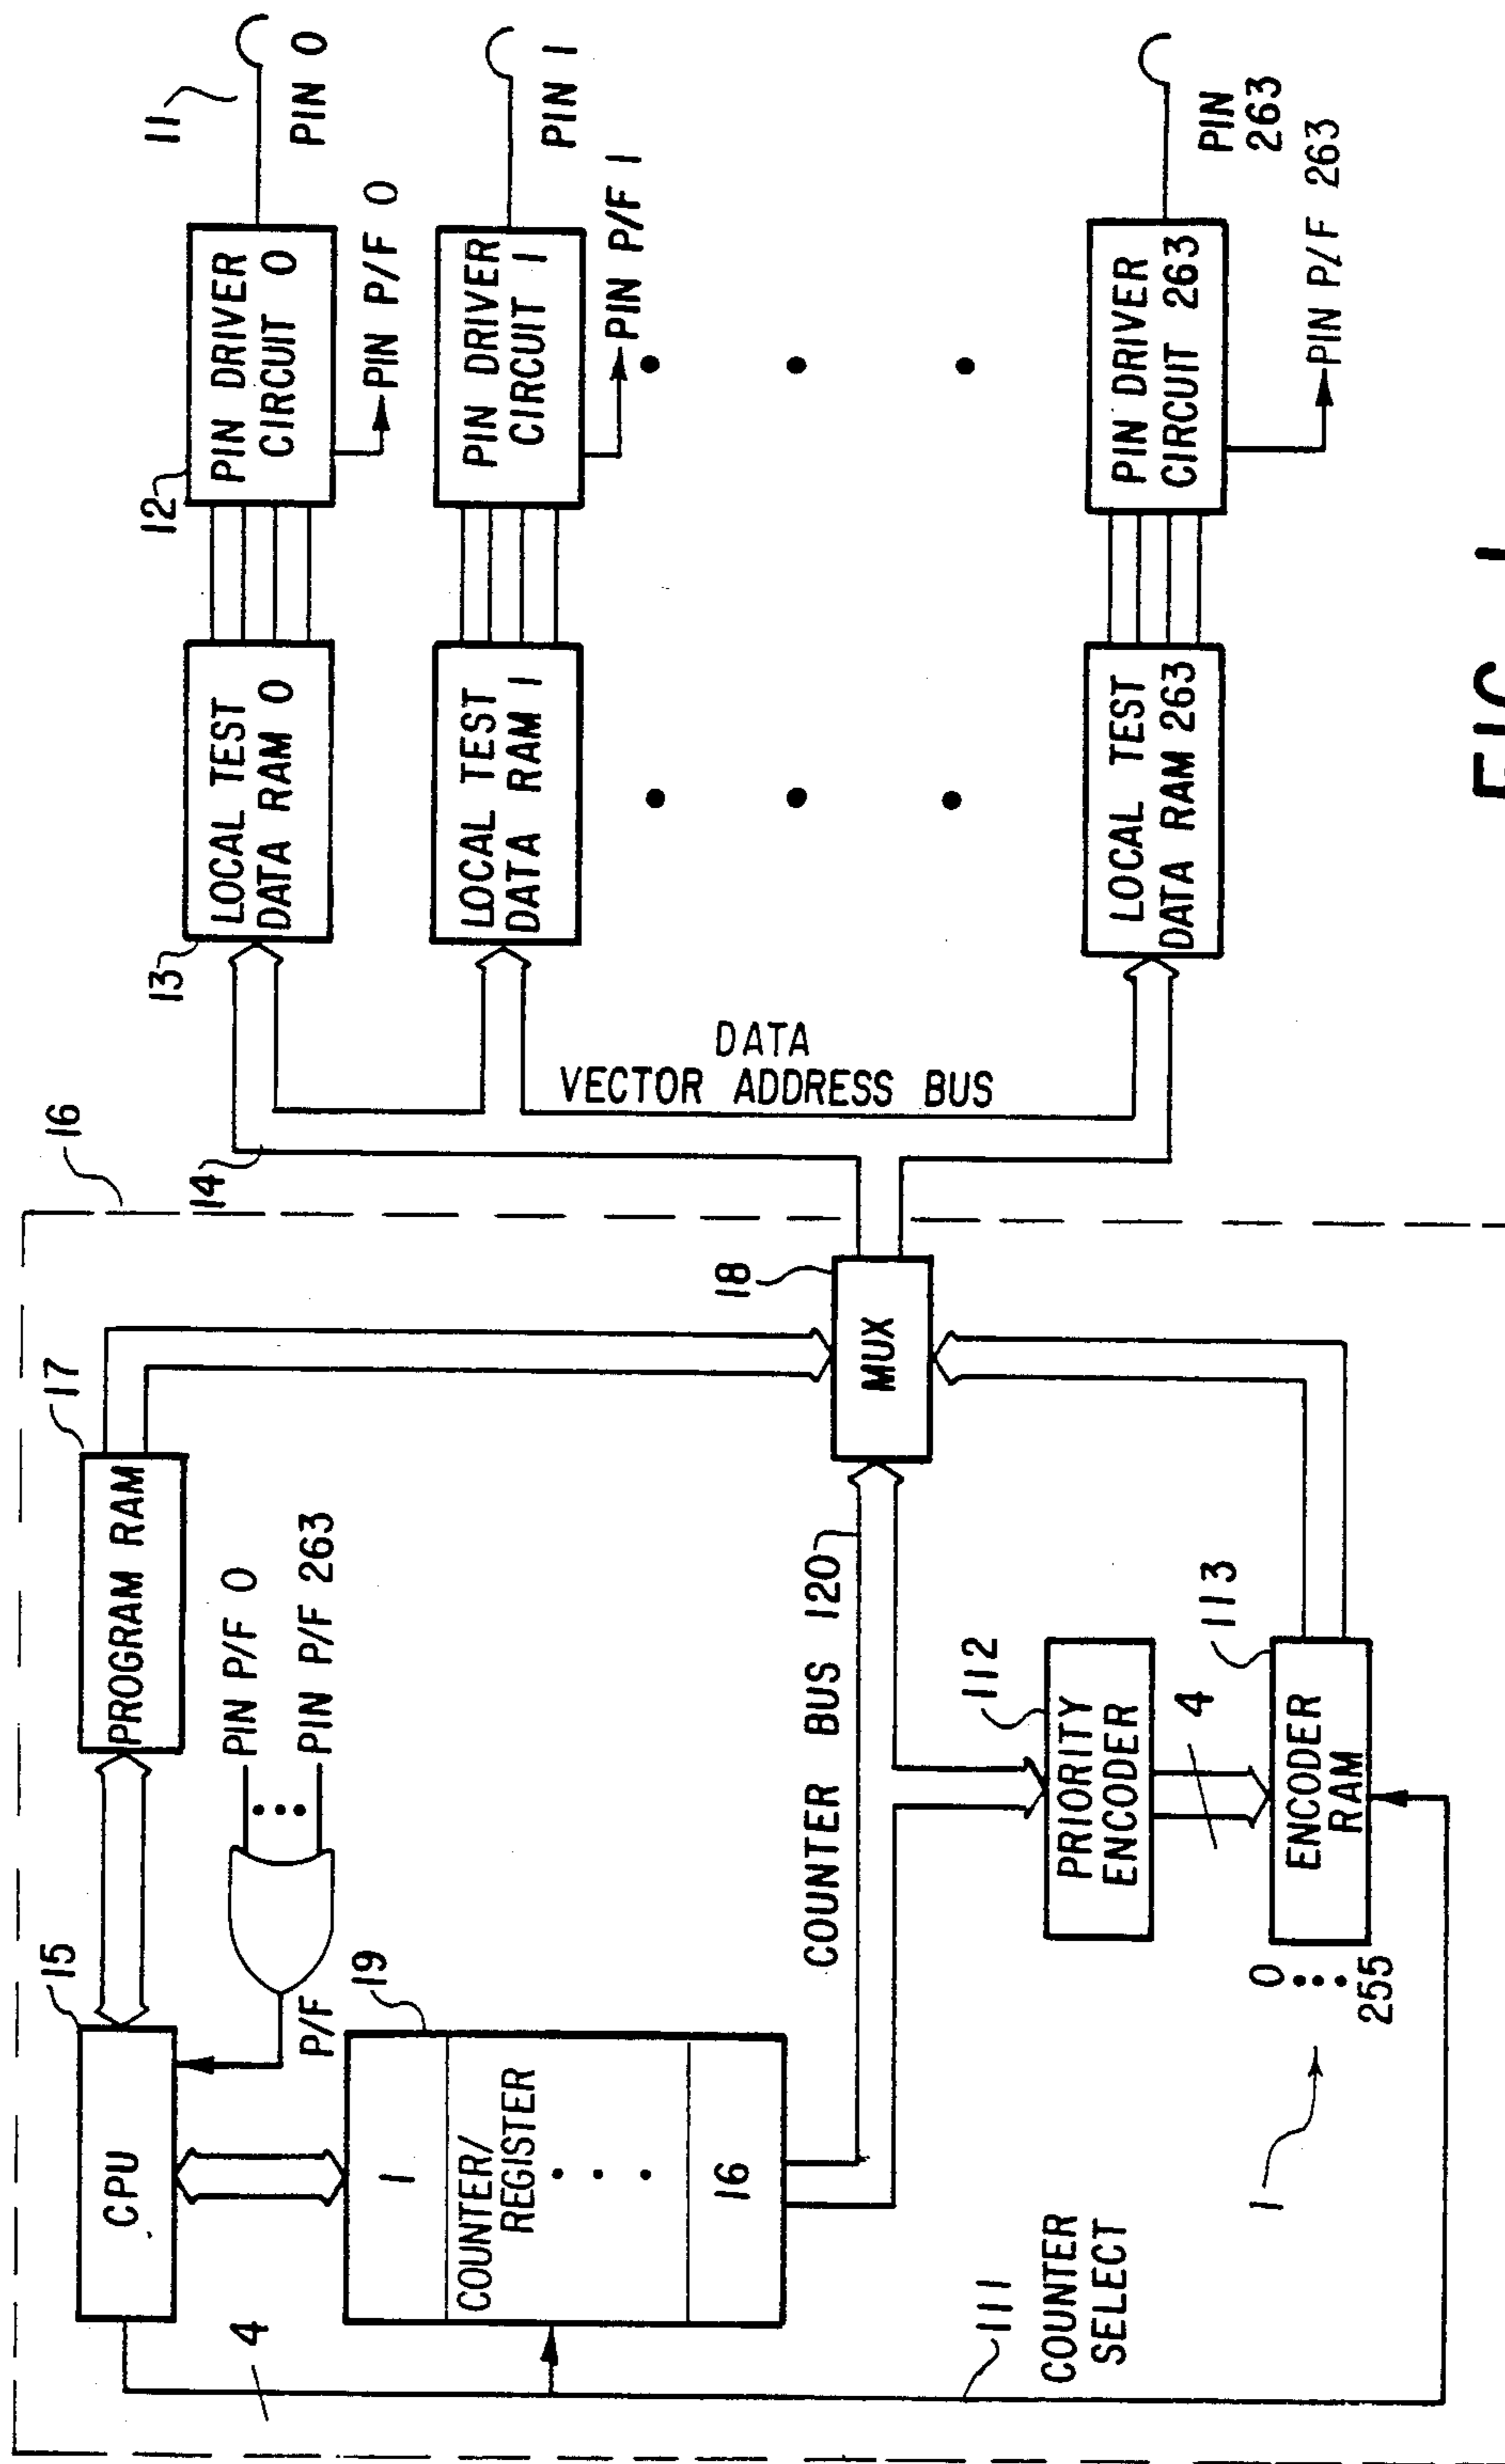 16
15
CPU
17
PROGRAM RAM
PIN P/F 0
PIN P/F 263
P/F
4
19
1
COUNTER/
REGISTER
16
COUNTER BUS 120
18
MUX
112
PRIORITY
ENCODER
4
113
ENCODER
RAM
0
255
1
111
COUNTER
SELECT
14
DATA
VECTOR ADDRESS BUS
13
LOCAL TEST
DATA RAM 0
12
PIN DRIVER
CIRCUIT 0
11
PIN 0
PIN P/F 0
LOCAL TEST
DATA RAM 1
PIN DRIVER
CIRCUIT 1
PIN 1
PIN P/F 1
LOCAL TEST
DATA RAM 263
PIN DRIVER
CIRCUIT 263
PIN
263
PIN P/F 263